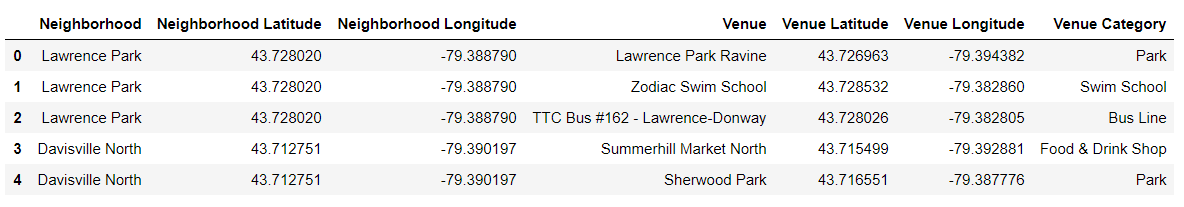 Neighborhood Neighborhood Latitude Neighborhood Longitude Venue Venue Latitude Venue Longitude Venue Category
0 Lawrence Park 43.728020 -79.388790 Lawrence Park Ravine 43.726963 -79.394382 Park
1 Lawrence Park 43.728020 -79.388790 Zodiac Swim School 43.728532 -79.382860 Swim School
2 Lawrence Park 43.728020 -79.388790 TTC Bus #162 - Lawrence-Donway 43.728026 -79.382805 Bus Line
3 Davisville North 43.712751 -79.390197 Summerhill Market North 43.715499 -79.392881 Food & Drink Shop
4 Davisville North 43.712751 -79.390197 Sherwood Park 43.716551 -79.387776 Park